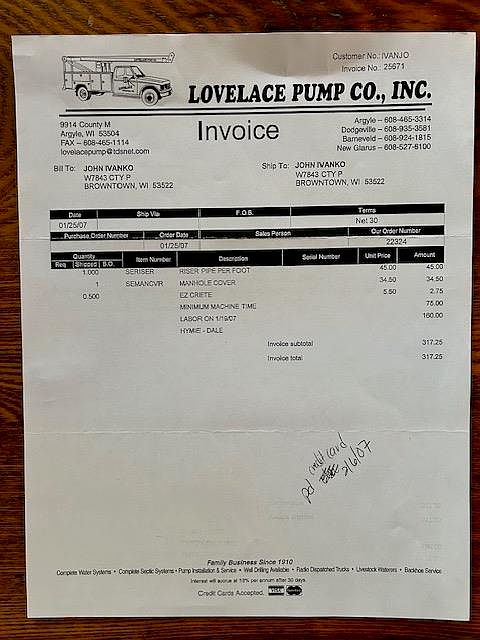 Customer No.: IVANJO
Invoice No.: 25671
LOVELACE PUMP CO., INC.
Invoice
9914 County M
Argyle, WI 53504
FAX – 608-465-1114
lovelacepump@tdsnet.com
Argyle – 608-465-3314
Dodgeville – 608-935-3581
Barneveld – 608-924-1815
New Glarus – 608-527-6100
Bill To: JOHN IVANKO
W7843 CTY P
BROWNTOWN, WI 53522
Ship To: JOHN IVANKO
W7843 CTY P
BROWNTOWN, WI 53522
Date Ship Via F.O.B. Terms
01/25/07 Net 30
Purchase Order Number Order Date Sales Person Our Order Number
01/25/07 22324
Quantity Item Number Description Serial Number Unit Price Amount
Req. Shipped B.O.
1.000 SERISER RISER PIPE PER FOOT 45.00 45.00
1 SEMANCVR MANHOLE COVER 34.50 34.50
0.500 EZ CRIETE 5.50 2.75
MINIMUM MACHINE TIME 75.00
LABOR ON 1/19/07 160.00
HYMIE - DALE
Invoice subtotal 317.25
Invoice total 317.25
pd credit card 2/6/07
Family Business Since 1910
Complete Water Systems • Complete Septic Systems • Pump Installation & Service • Well Drilling Available • Radio Dispatched Trucks • Livestock Waterers • Backhoe Service
Interest will accrue at 18% per annum after 30 days.
Credit Cards Accepted. VISA